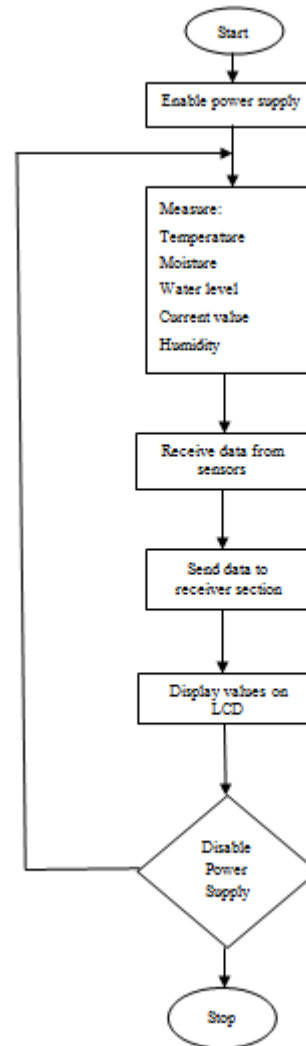 Start
Enable power supply
Measure:
Temperature
Moisture
Water level
Current value
Humidity
Receive data from
sensors
Send data to
receiver section
Display values on
LCD
Disable
Power
Supply
Stop